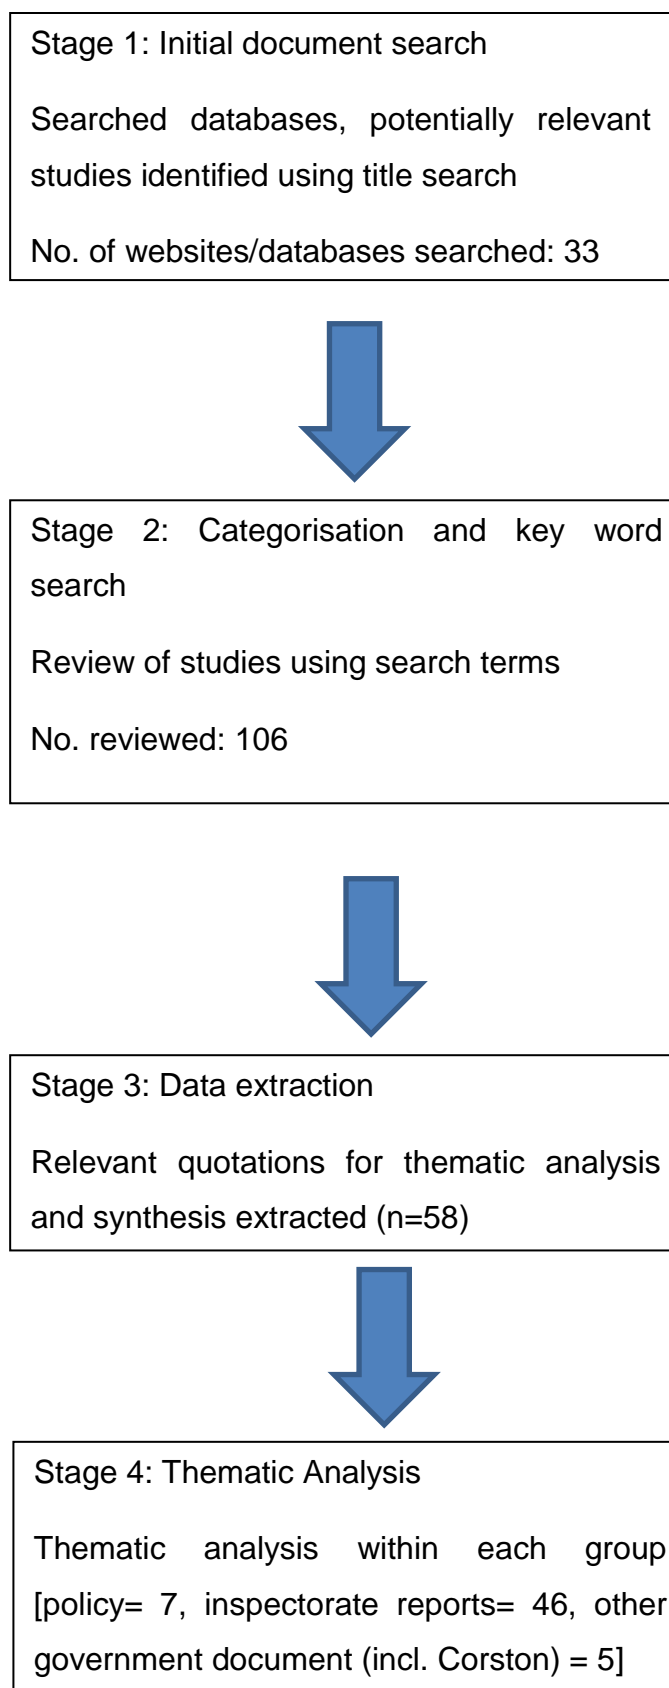 Stage 1: Initial document search
Searched databases, potentially relevant
studies identified using title search
No. of websites/databases searched: 33
Stage 2: Categorisation and key word
search
Review of studies using search terms
No. reviewed: 106
Stage 3: Data extraction
Relevant quotations for thematic analysis
and synthesis extracted (n=58)
Stage 4: Thematic Analysis
Thematic analysis within each group
[policy= 7, inspectorate reports= 46, other
government document (incl. Corston) = 5]